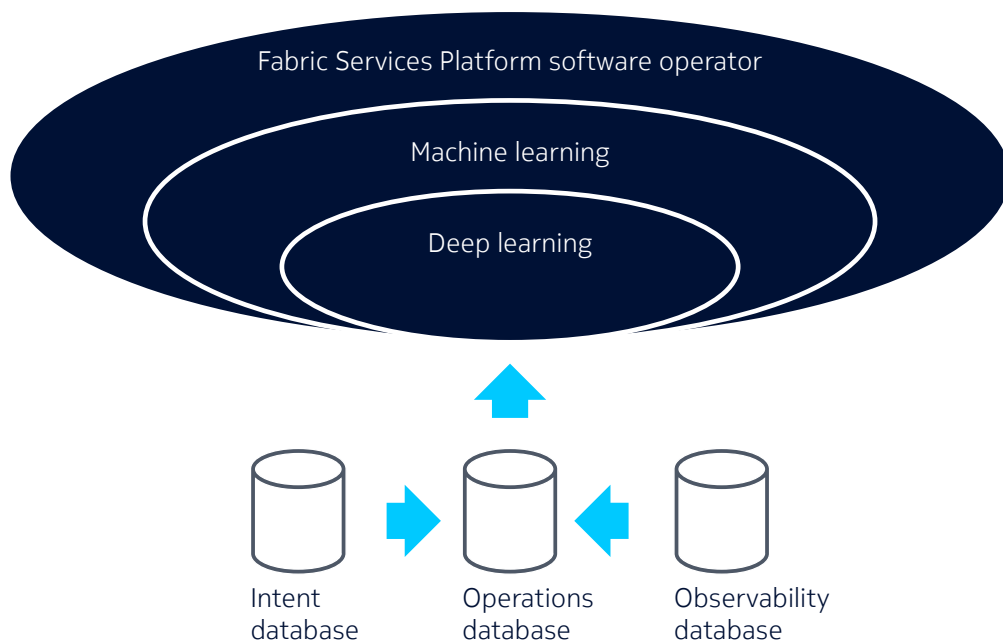 Fabric Services Platform software operator
Machine learning
Deep learning
Intent
database
Operations
database
Observability
database